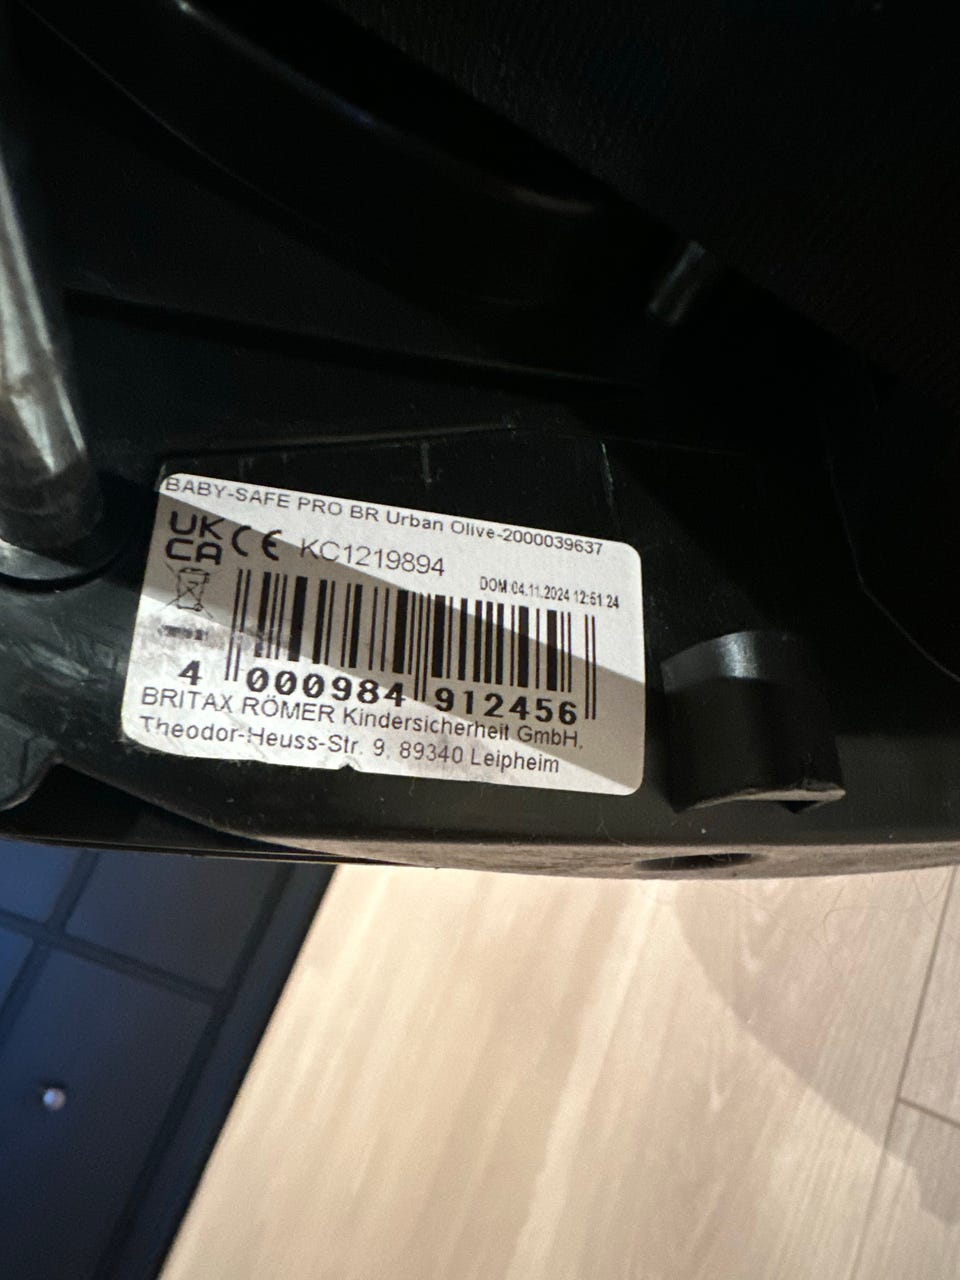 BABY-SAFE PRO BR Urban Olive-2000039637
UK
CA CE KC1219894
DOM 04.11.2024 12:51 24
4 000984 912456
BRITAX RÖMER Kindersicherheit GmbH,
Theodor-Heuss-Str. 9, 89340 Leipheim